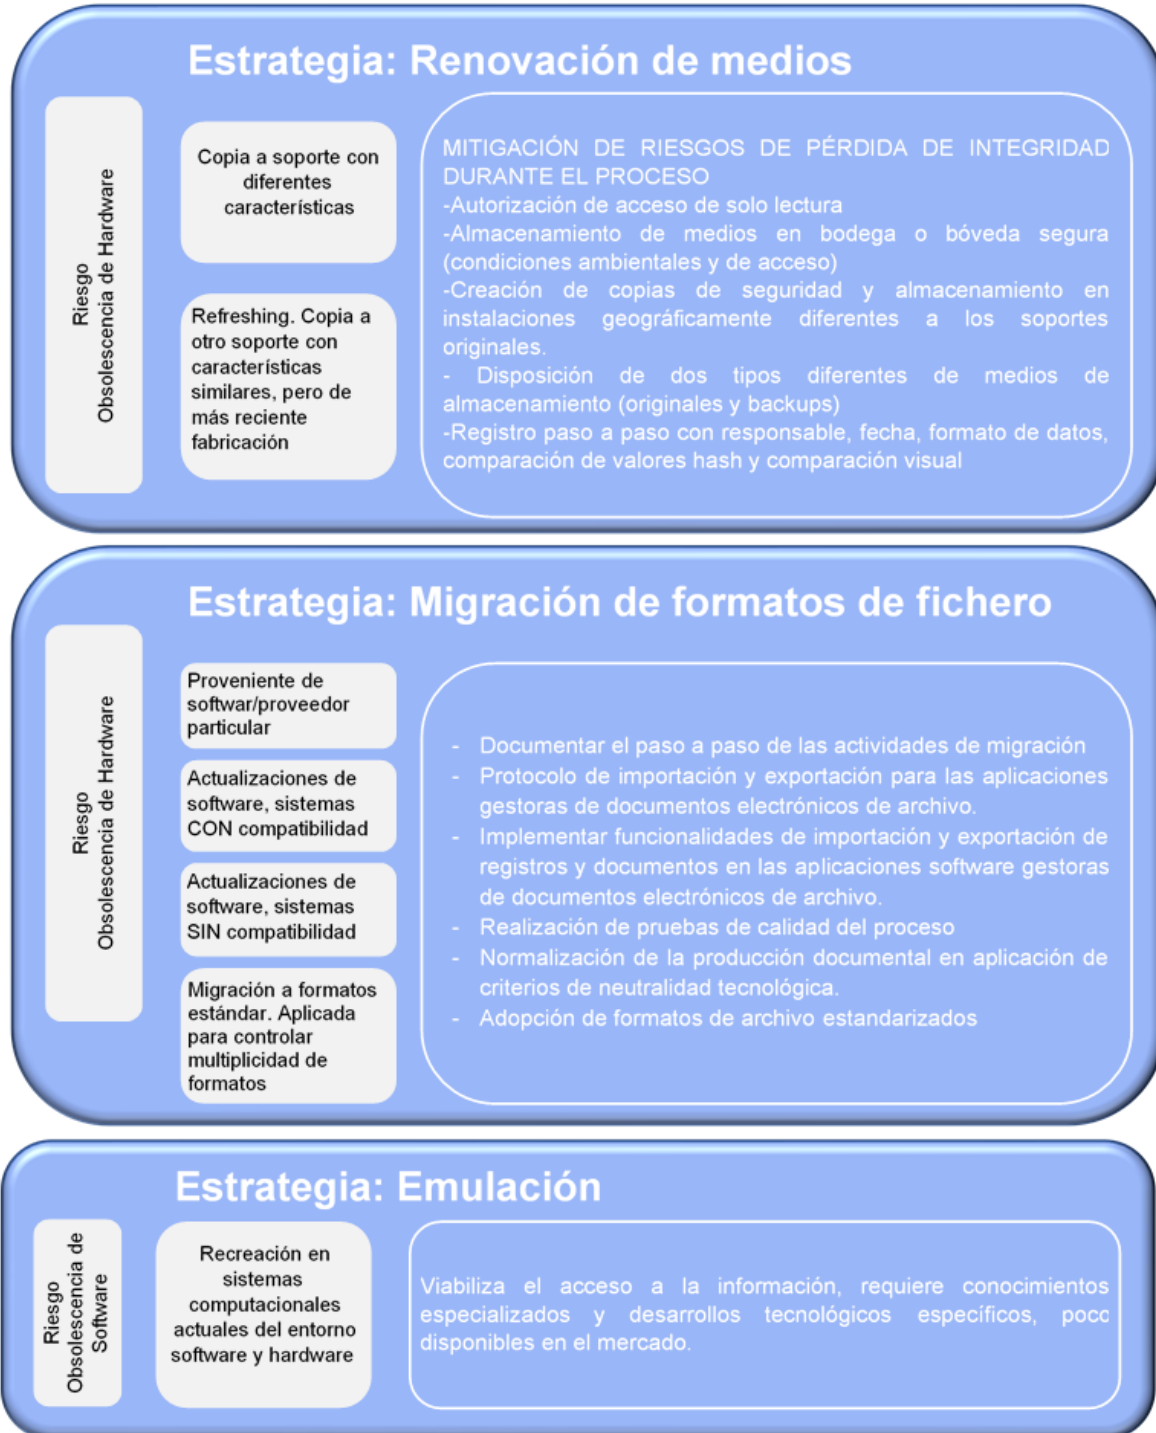 Estrategia: Renovación de medios
Riesgo
Obsolescencia de Hardware
Copia a soporte con
diferentes
características
Refreshing. Copia a
otro soporte con
características
similares, pero de
más reciente
fabricación
MITIGACIÓN DE RIESGOS DE PÉRDIDA DE INTEGRIDAD
DURANTE EL PROCESO
-Autorización de acceso de solo lectura
-Almacenamiento de medios en bodega o bóveda segura
(condiciones ambientales y de acceso)
-Creación de copias de seguridad y almacenamiento en
instalaciones geográficamente diferentes a los soportes
originales.
- Disposición de dos tipos diferentes de medios de
almacenamiento (originales y backups)
-Registro paso a paso con responsable, fecha, formato de datos,
comparación de valores hash y comparación visual
Estrategia: Migración de formatos de fichero
Riesgo
Obsolescencia de Hardware
Proveniente de
softwar/proveedor
particular
Actualizaciones de
software, sistemas
CON compatibilidad
Actualizaciones de
software, sistemas
SIN compatibilidad
Migración a formatos
estándar. Aplicada
para controlar
multiplicidad de
formatos
- Documentar el paso a paso de las actividades de migración
- Protocolo de importación y exportación para las aplicaciones
gestoras de documentos electrónicos de archivo.
- Implementar funcionalidades de importación y exportación de
registros y documentos en las aplicaciones software gestoras
de documentos electrónicos de archivo.
- Realización de pruebas de calidad del proceso
- Normalización de la producción documental en aplicación de
criterios de neutralidad tecnológica.
- Adopción de formatos de archivo estandarizados
Estrategia: Emulación
Riesgo
Obsolescencia de
Software
Recreación en
sistemas
computacionales
actuales del entorno
software y hardware
Viabiliza el acceso a la información, requiere conocimientos
especializados y desarrollos tecnológicos específicos, poco
disponibles en el mercado.